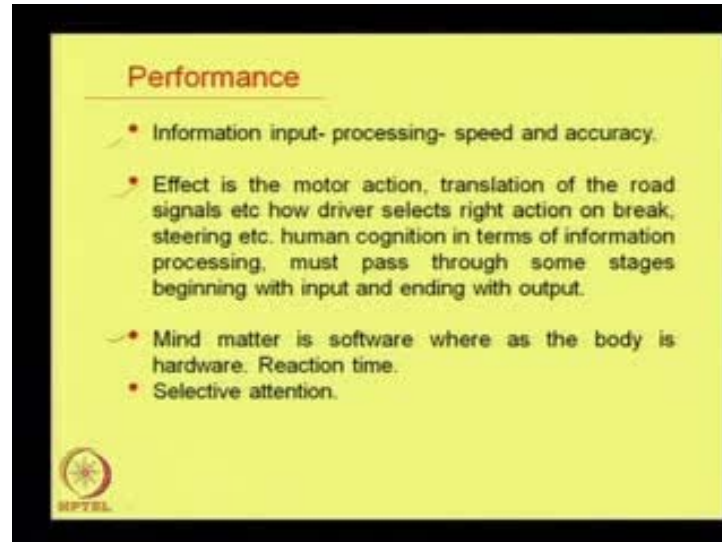 Performance
• Information input- processing- speed and accuracy.
• Effect is the motor action, translation of the road
signals etc how driver selects right action on break,
steering etc. human cognition in terms of information
processing, must pass through some stages
beginning with input and ending with output.
• Mind matter is software where as the body is
hardware. Reaction time.
• Selective attention.
NPTEL